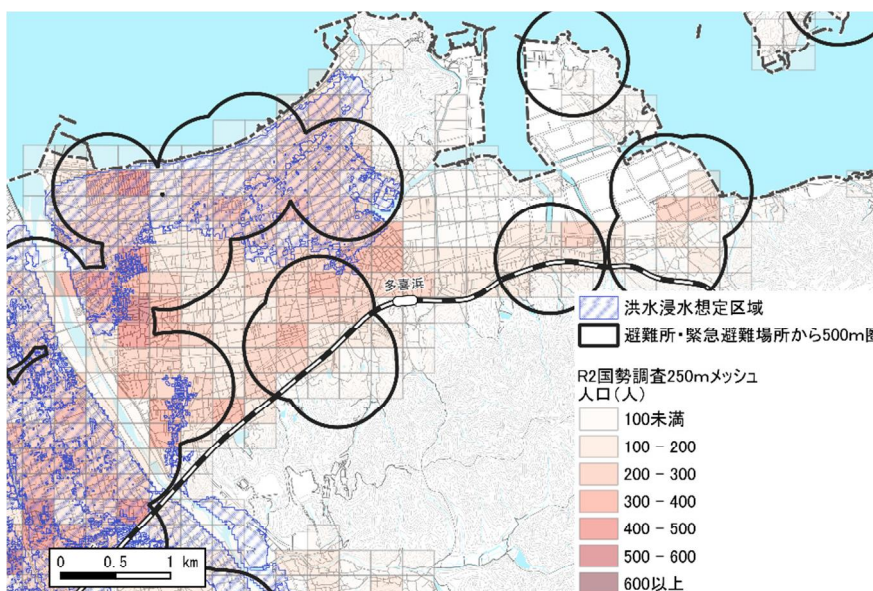 多喜浜
洪水浸水想定区域
避難所・緊急避難場所から500m圏
R2国勢調査250mメッシュ
人口(人)
100未満
100 - 200
200 - 300
300 - 400
400 - 500
500 - 600
600以上
0 0.5 1 km